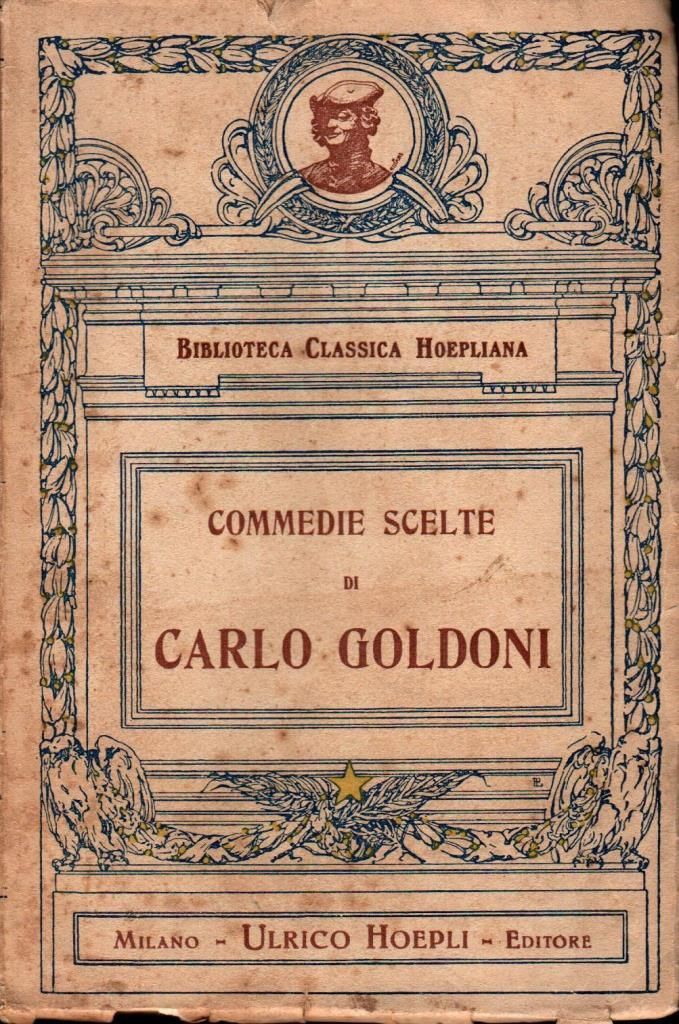 BIBLIOTECA CLASSICA HOEPLIANA
COMMEDIE SCELTE
DI
CARLO GOLDONI
MILANO - ULRICO HOEPLI - EDITORE